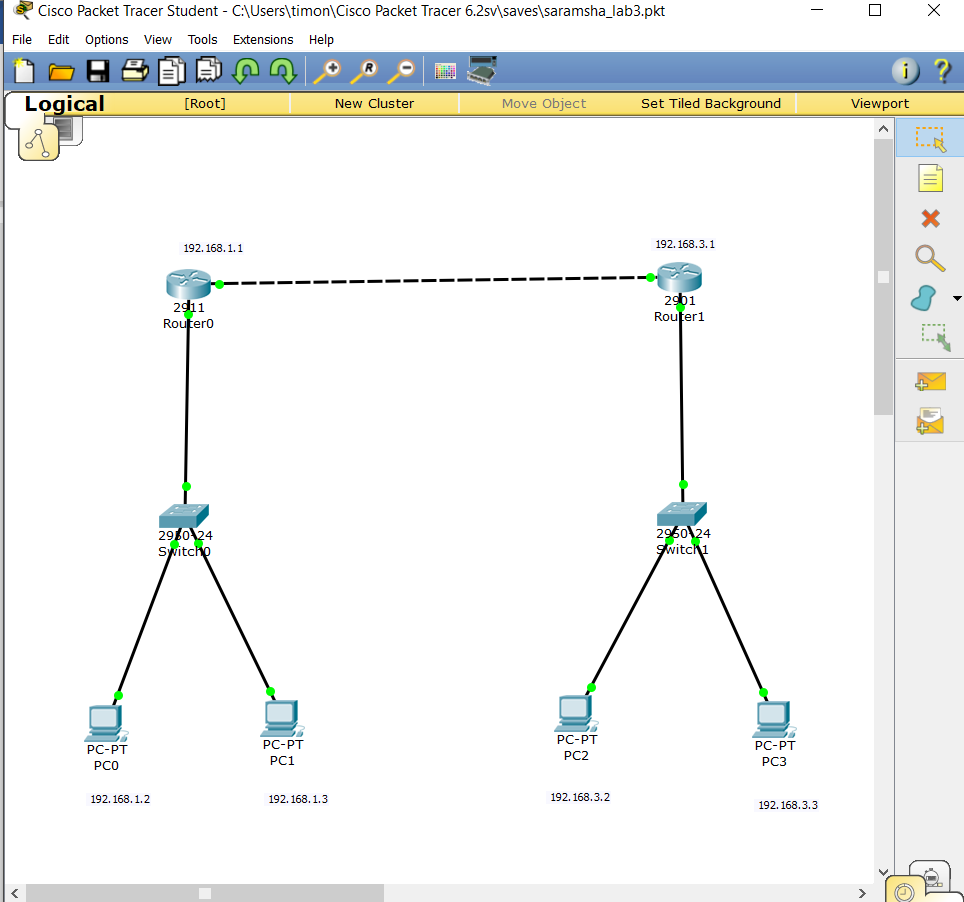 Cisco Packet Tracer Student - C:\Users\timon\Cisco Packet Tracer 6.2sv\saves\saramsha_lab3.pkt
File Edit Options View Tools Extensions Help
Logical [Root] New Cluster Move Object Set Tiled Background Viewport
192.168.1.1
192.168.3.1
2911
Router0
2901
Router1
2950-24
Switch0
2950-24
Switch1
PC-PT
PC0
PC-PT
PC1
PC-PT
PC2
PC-PT
PC3
192.168.1.2
192.168.1.3
192.168.3.2
192.168.3.3